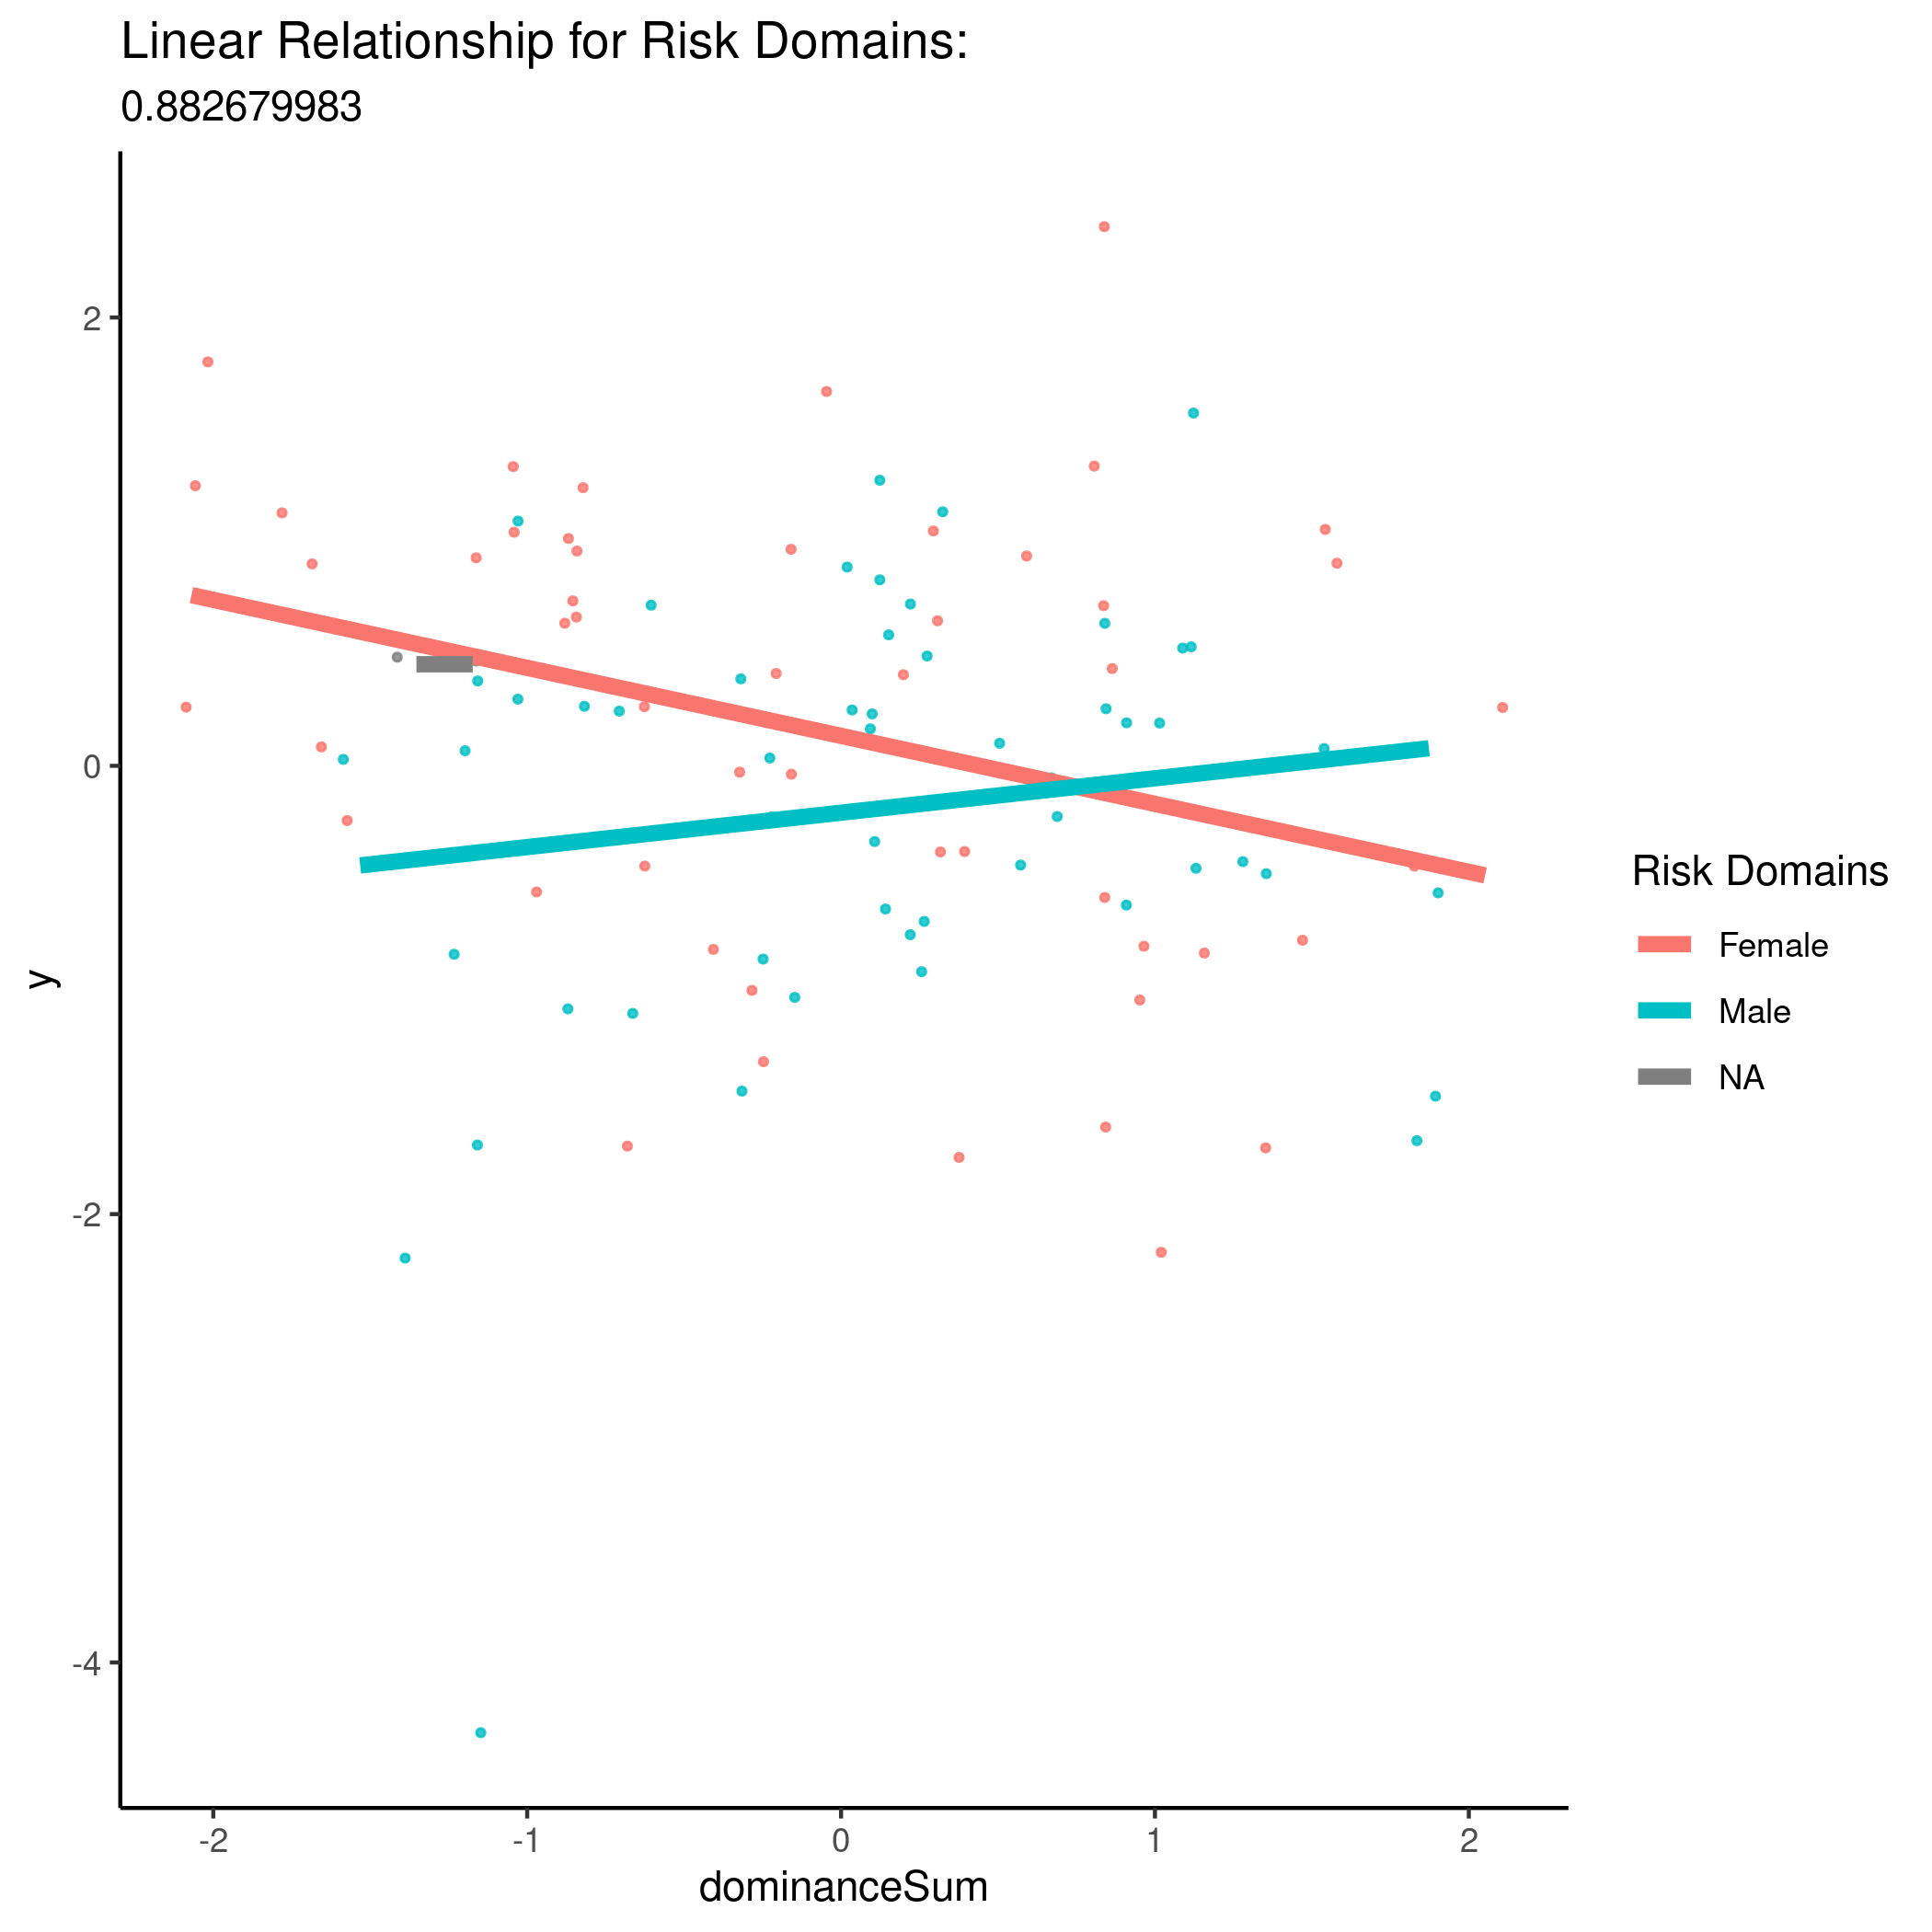 Linear Relationship for Risk Domains:
0.882679983
2
0
-2
-4
y
-2 -1 0 1 2
dominanceSum
Risk Domains
Female
Male
NA